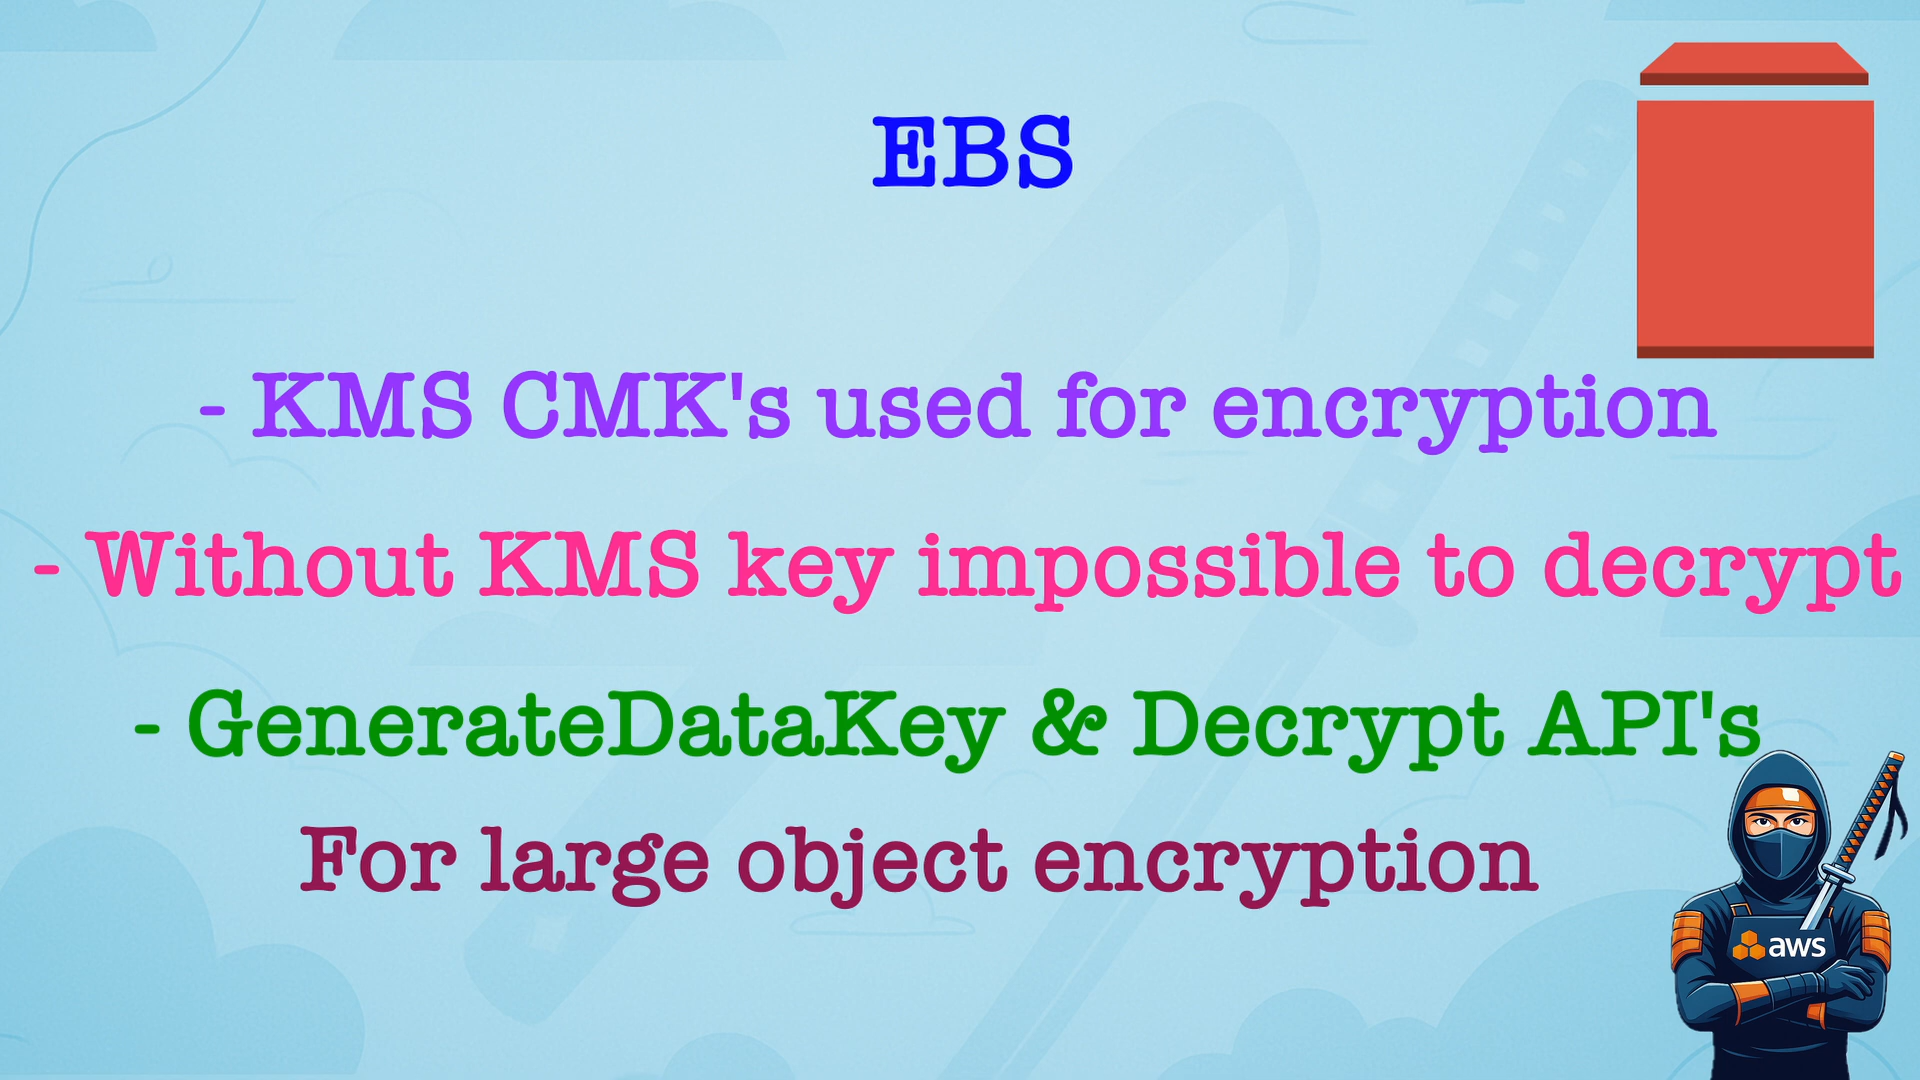 EBS
- KMS CMK's used for encryption
- Without KMS key impossible to decrypt
- GenerateDataKey & Decrypt API's
For large object encryption
aws